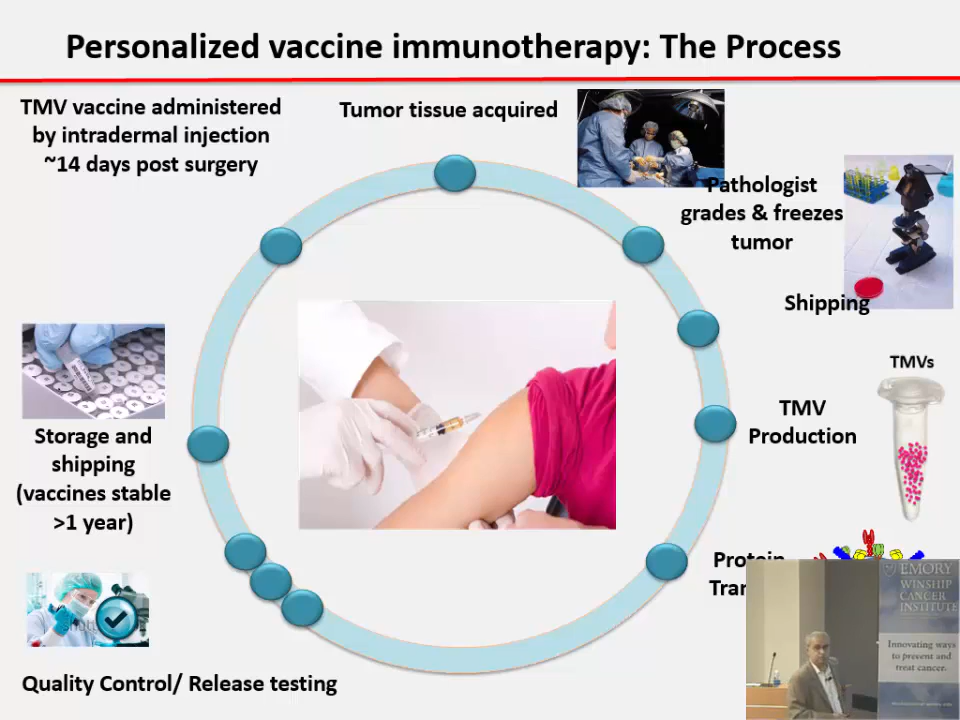 Personalized vaccine immunotherapy: The Process
TMV vaccine administered
by intradermal injection
~14 days post surgery
Tumor tissue acquired
Pathologist
grades & freezes
tumor
Shipping
TMVs
TMV
Production
Storage and
shipping
(vaccines stable
>1 year)
Quality Control/ Release testing
EMORY
WINSHIP
CANCER
INSTITUTE
Innovating ways
to prevent and
treat cancer.